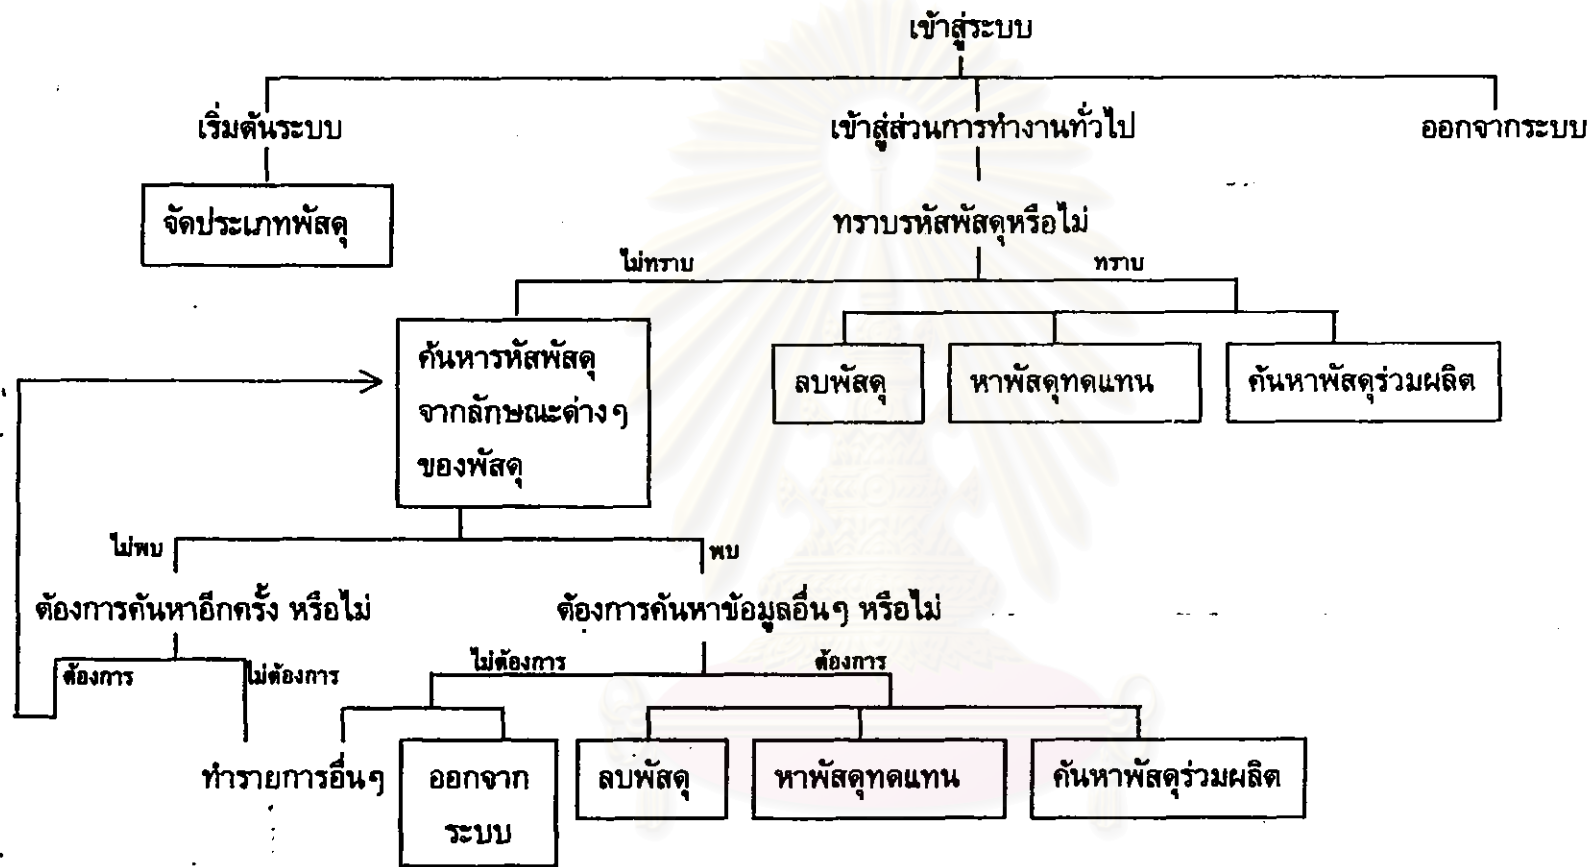 เข้าสู่ระบบ
เริ่มต้นระบบ
เข้าสู่ส่วนการทำงานทั่วไป
ออกจากระบบ
จัดประเภทพัสดุ
ทราบรหัสพัสดุหรือไม่
ไม่ทราบ
ทราบ
ค้นหารหัสพัสดุ
จากลักษณะต่างๆ
ของพัสดุ
ลบพัสดุ
หาพัสดุทดแทน
ค้นหาพัสดุร่วมผลิต
ไม่พบ
พบ
ต้องการค้นหาอีกครั้ง หรือไม่
ต้องการค้นหาข้อมูลอื่นๆ หรือไม่
ต้องการ
ไม่ต้องการ
ไม่ต้องการ
ต้องการ
ทำรายการอื่นๆ
ออกจาก
ระบบ
ลบพัสดุ
หาพัสดุทดแทน
ค้นหาพัสดุร่วมผลิต